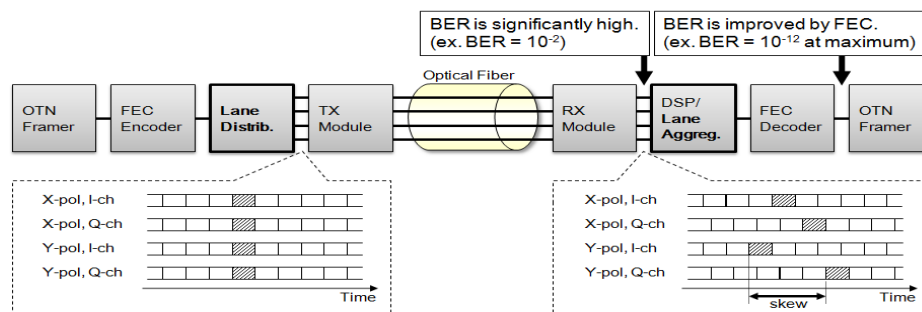 BER is significantly high.
(ex. BER = 10-2)
BER is improved by FEC.
(ex. BER = 10-12 at maximum)
Optical Fiber
OTN
Framer
FEC
Encoder
Lane
Distrib.
TX
Module
RX
Module
DSP/
Lane
Aggreg.
FEC
Decoder
OTN
Framer
X-pol, I-ch
X-pol, Q-ch
Y-pol, I-ch
Y-pol, Q-ch
Time
X-pol, I-ch
X-pol, Q-ch
Y-pol, I-ch
Y-pol, Q-ch
Time
skew